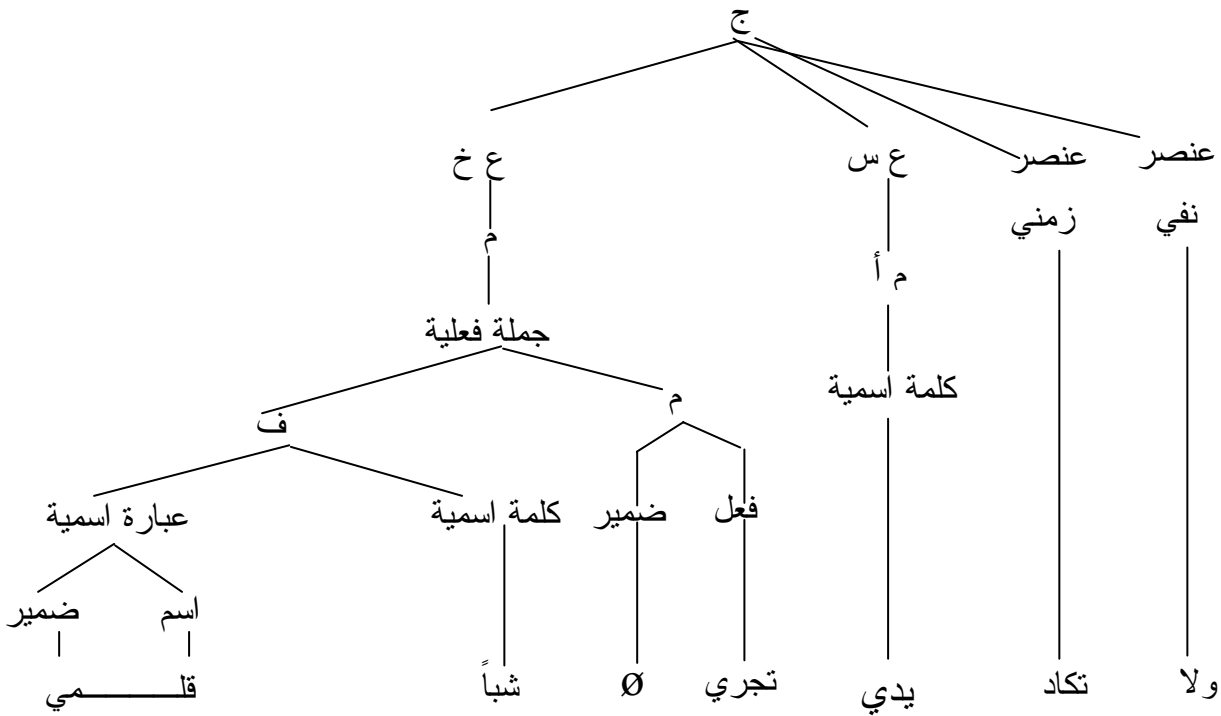 ج
عنصر
نفي
عنصر
زمني
ع س
ع خ
م
م أ
جملة فعلية
كلمة اسمية
م
ف
فعل
ضمير
كلمة اسمية
عبارة اسمية
اسم
ضمير
ولا تكاد يدي تجري Ø شباً قلـــــــمي